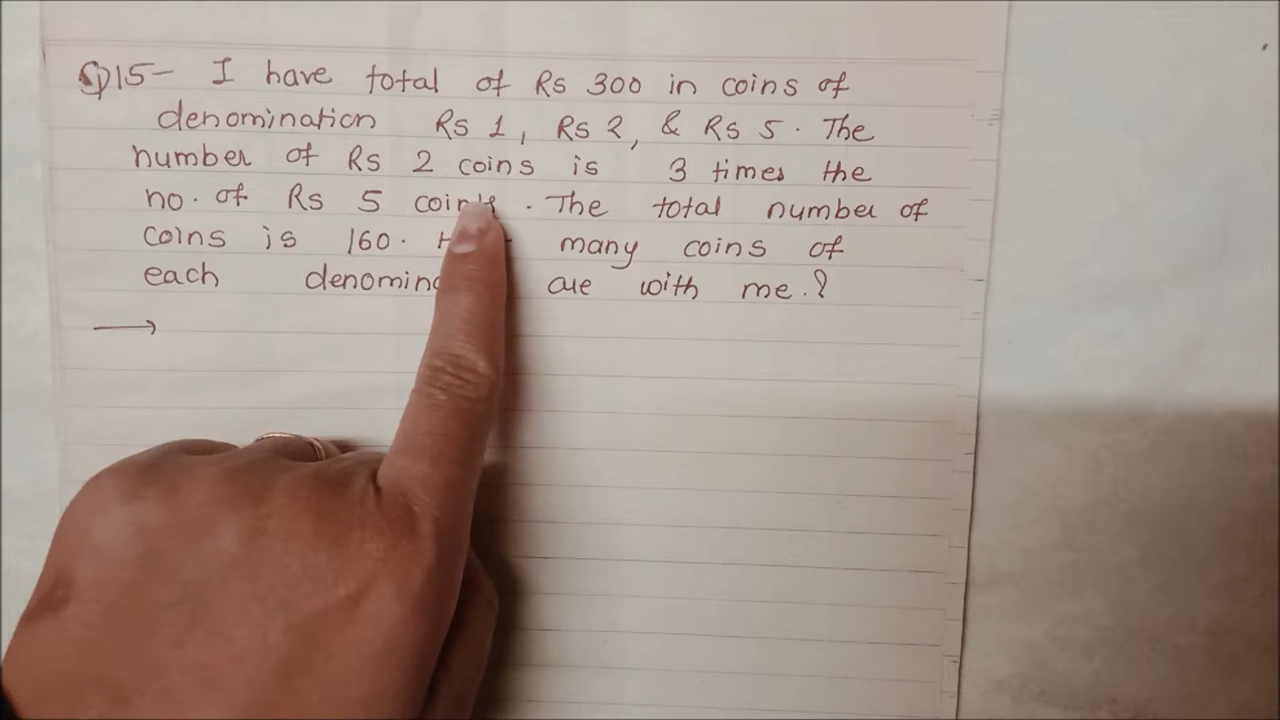 Q15- I have total of Rs 300 in coins of
denomination Rs 1, Rs 2, & Rs 5. The
number of Rs 2 coins is 3 times the
no. of Rs 5 coins. The total number of
coins is 160. many coins of
each are with me.?